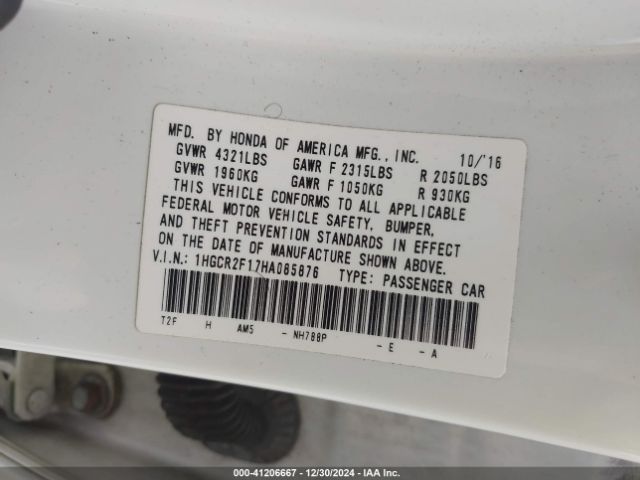 MFD. BY HONDA OF AMERICA MFG., INC. 10/'16
GVWR 4321LBS GAWR F 2315LBS R 2050LBS
GVWR 1960KG GAWR F 1050KG R 930KG
THIS VEHICLE CONFORMS TO ALL APPLICABLE
FEDERAL MOTOR VEHICLE SAFETY, BUMPER,
AND THEFT PREVENTION STANDARDS IN EFFECT
ON THE DATE OF MANUFACTURE SHOWN ABOVE.
V.I.N.: 1HGCR2F17HA085876 TYPE: PASSENGER CAR
T2F H AM5 - NH788P - E - A
000-41206667 - 12/30/2024 - IAA Inc.